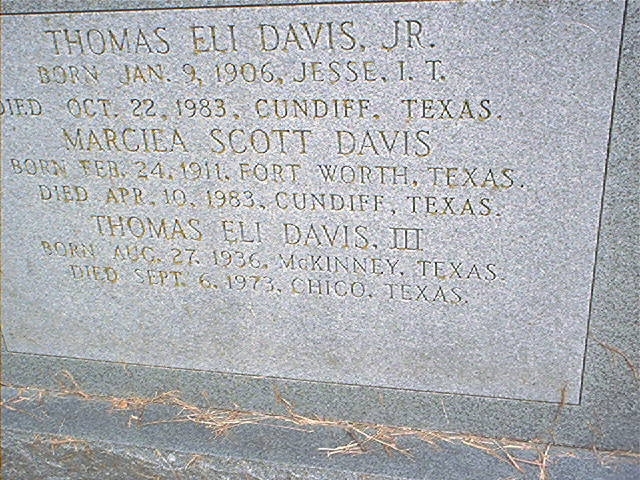 THOMAS ELI DAVIS, JR.
BORN JAN. 9, 1906, JESSE, I. T.
DIED OCT. 22, 1983, CUNDIFF, TEXAS.
MARCIEA SCOTT DAVIS
BORN FEB. 24, 1911, FORT WORTH, TEXAS.
DIED APR. 10, 1983, CUNDIFF, TEXAS.
THOMAS ELI DAVIS, III
BORN AUG. 27, 1936, McKINNEY, TEXAS.
DIED SEPT. 6, 1973, CHICO, TEXAS.